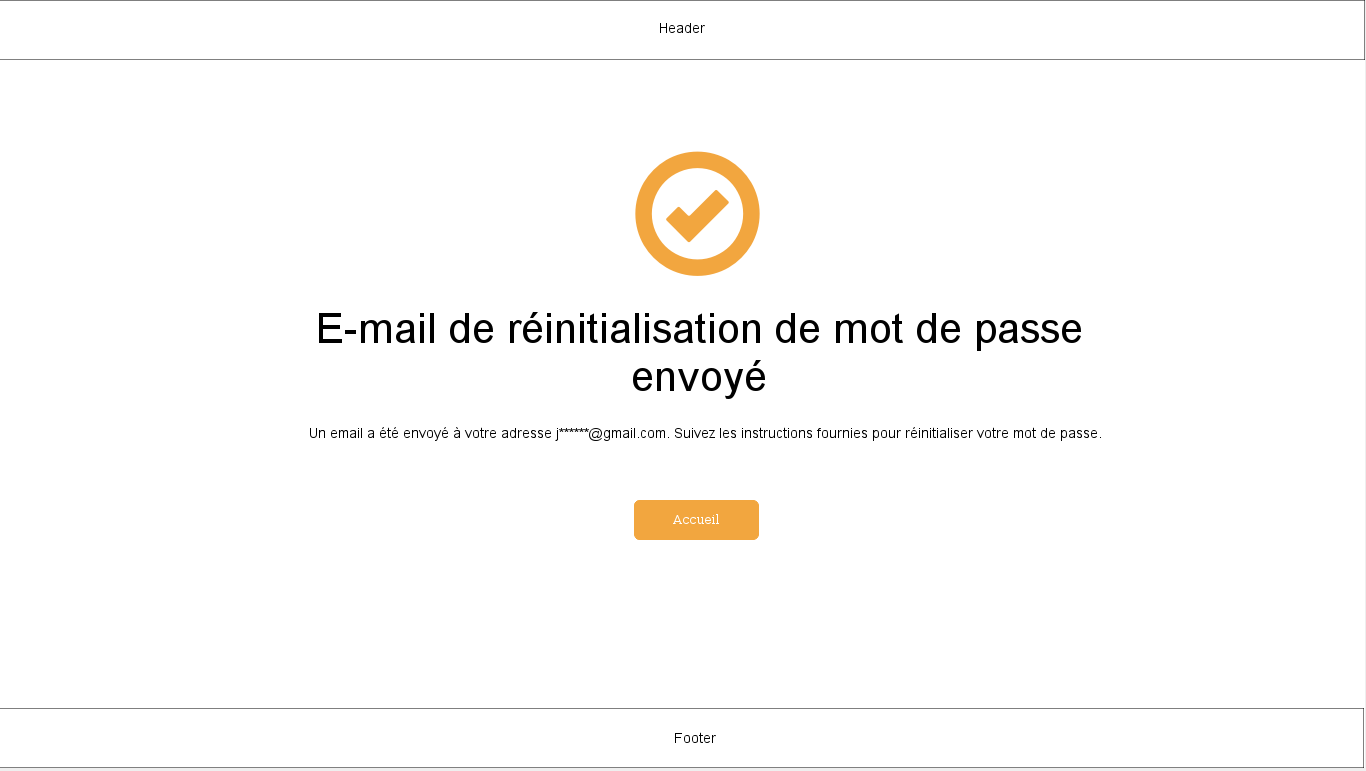 Header
E-mail de réinitialisation de mot de passe
envoyé
Un email a été envoyé à votre adresse j******@gmail.com. Suivez les instructions fournies pour réinitialiser votre mot de passe.
Accueil
Footer